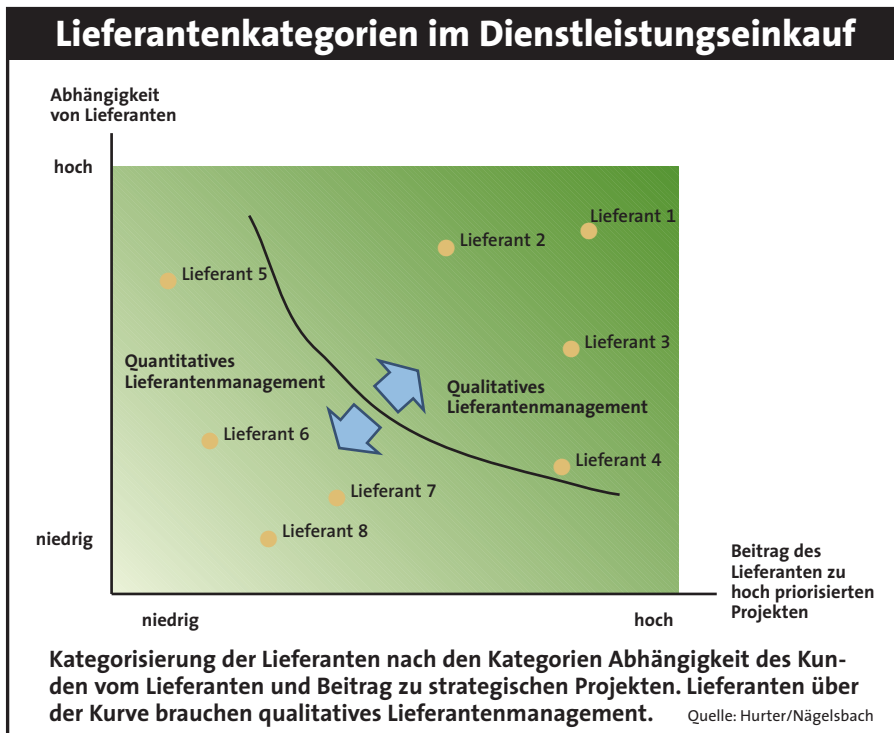 Lieferantenkategorien im Dienstleistungseinkauf
Abhängigkeit
von Lieferanten
hoch
Lieferant 1
Lieferant 2
Lieferant 5
Lieferant 3
Quantitatives
Lieferantenmanagement
Qualitatives
Lieferantenmanagement
Lieferant 6
Lieferant 4
Lieferant 7
Lieferant 8
niedrig
Beitrag des
Lieferanten zu
hoch priorisierten
Projekten
niedrig
hoch
Kategorisierung der Lieferanten nach den Kategorien Abhängigkeit des Kun-
den vom Lieferanten und Beitrag zu strategischen Projekten. Lieferanten über
der Kurve brauchen qualitatives Lieferantenmanagement.
Quelle: Hurter/Nägelsbach